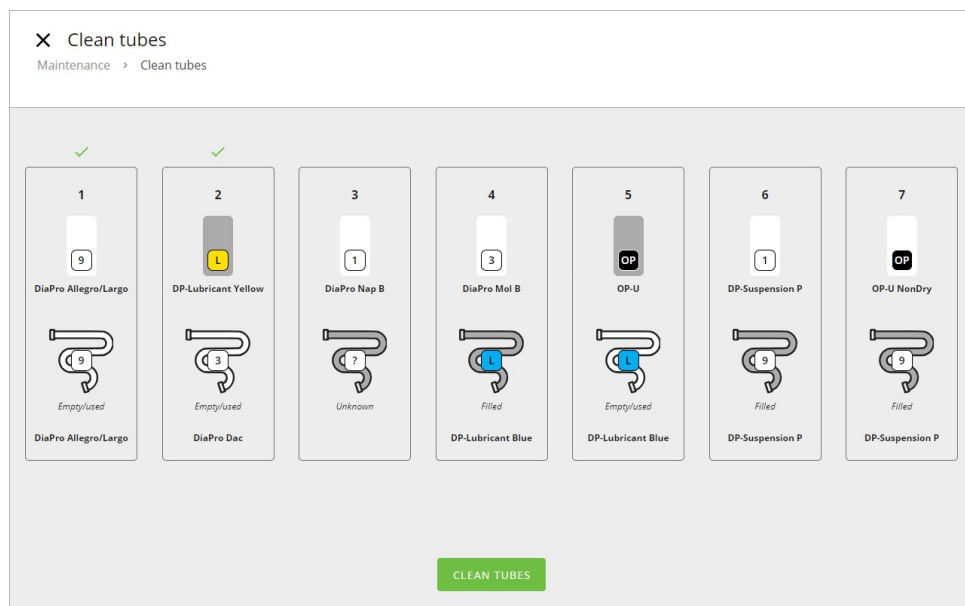 Clean tubes
Maintenance > Clean tubes
1 2 3 4 5 6 7
9 L 1 3 OP 1 OP
DiaPro Allegro/Largo DP-Lubricant Yellow DiaPro Nap B DiaPro Mol B OP-U DP-Suspension P OP-U NonDry
9 3 ? L L 9 9
Empty/used Empty/used Unknown Filled Empty/used Filled Filled
DiaPro Allegro/Largo DiaPro Dac DP-Lubricant Blue DP-Lubricant Blue DP-Suspension P DP-Suspension P
CLEAN TUBES